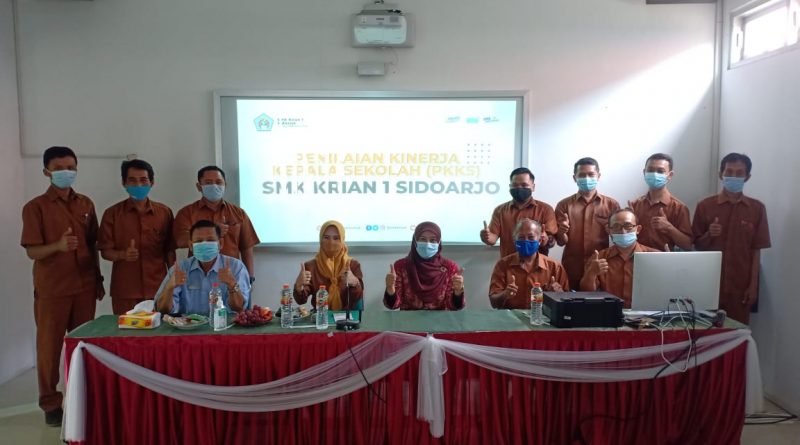 PENILAIAN KINERJA
KEPALA SEKOLAH (PKKS)
SMK KRIAN 1 SIDOARJO